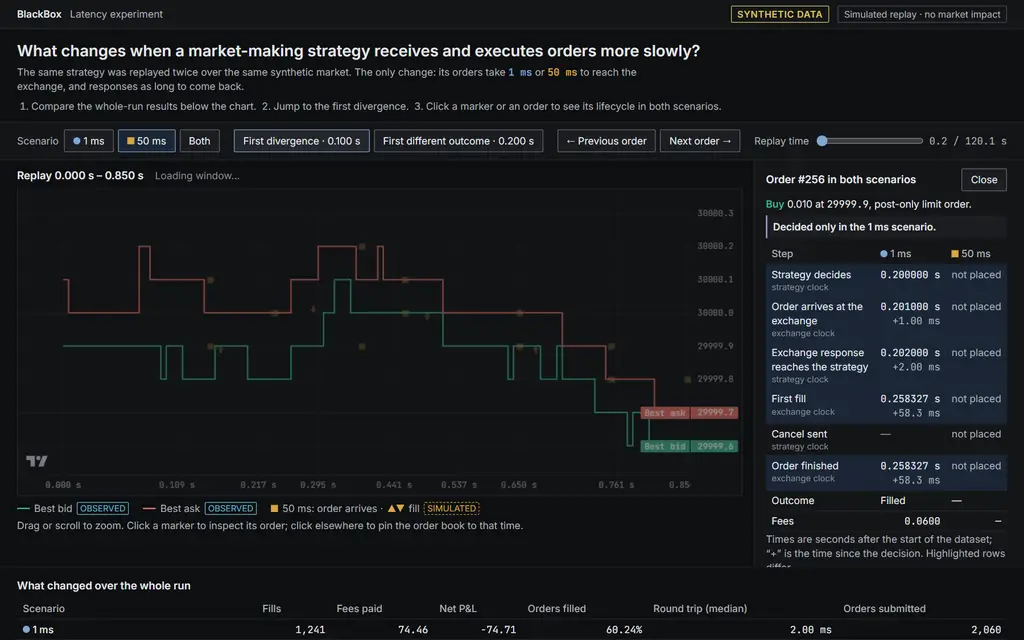 BlackBox Latency experiment
SYNTHETIC DATA
Simulated replay · no market impact
What changes when a market-making strategy receives and executes orders more slowly?
The same strategy was replayed twice over the same synthetic market. The only change: its orders take 1 ms or 50 ms to reach the
exchange, and responses as long to come back.
1. Compare the whole-run results below the chart. 2. Jump to the first divergence. 3. Click a marker or an order to see its lifecycle in both scenarios.
Scenario 1 ms 50 ms Both First divergence · 0.100 s First different outcome · 0.200 s ← Previous order Next order → Replay time 0.2 / 120.1 s
Replay 0.000 s – 0.850 s Loading window...
30000.3
30000.2
30000.1
30000.0
29999.9
29999.8
Best ask 29999.7
Best bid 29999.6
0.000 s 0.109 s 0.217 s 0.295 s 0.441 s 0.537 s 0.650 s 0.761 s 0.85
Best bid OBSERVED Best ask OBSERVED 50 ms: order arrives · fill SIMULATED
Drag or scroll to zoom. Click a marker to inspect its order; click elsewhere to pin the order book to that time.
Order #256 in both scenarios Close
Buy 0.010 at 29999.9, post-only limit order.
Decided only in the 1 ms scenario.
Step 1 ms 50 ms
Strategy decides 0.200000 s not placed
strategy clock
Order arrives at the 0.201000 s not placed
exchange +1.00 ms
exchange clock
Exchange response 0.202000 s not placed
reaches the strategy +2.00 ms
strategy clock
First fill 0.258327 s not placed
exchange clock +58.3 ms
Cancel sent — not placed
strategy clock
Order finished 0.258327 s not placed
exchange clock +58.3 ms
Outcome Filled —
Fees 0.0600 –
Times are seconds after the start of the dataset;
"+" is the time since the decision. Highlighted rows
differ.
What changed over the whole run
Scenario Fills Fees paid Net P&L Orders filled Round trip (median) Orders submitted
1 ms 1,241 74.46 -74.71 60.24% 2.00 ms 2,060